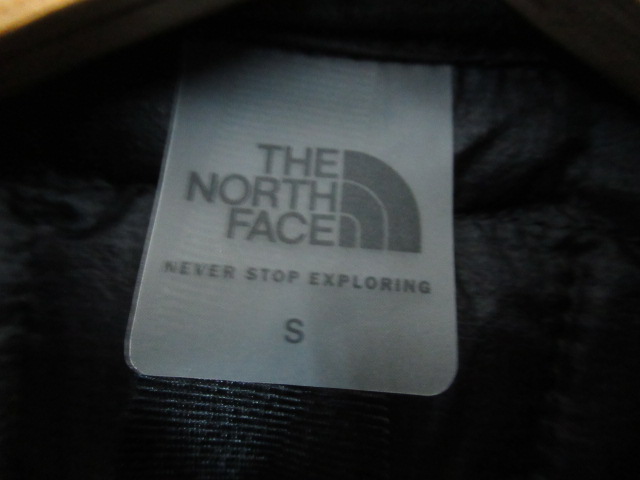 THE
NORTH
FACE
NEVER STOP EXPLORING
S